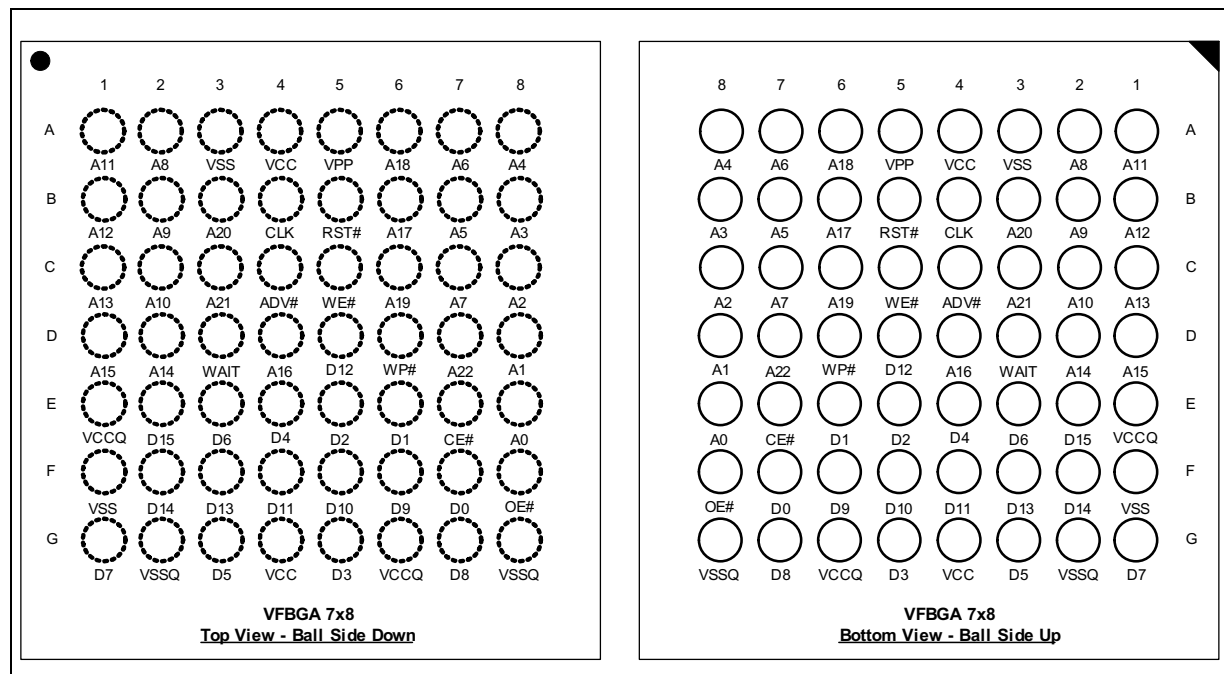 1 2 3 4 5 6 7 8
A
A11 A8 VSS VCC VPP A18 A6 A4
B
A12 A9 A20 CLK RST# A17 A5 A3
C
A13 A10 A21 ADV# WE# A19 A7 A2
D
A15 A14 WAIT A16 D12 WP# A22 A1
E
VCCQ D15 D6 D4 D2 D1 CE# A0
F
VSS D14 D13 D11 D10 D9 D0 OE#
G
D7 VSSQ D5 VCC D3 VCCQ D8 VSSQ
VFBGA 7x8
Top View - Ball Side Down
8 7 6 5 4 3 2 1
A
A4 A6 A18 VPP VCC VSS A8 A11
B
A3 A5 A17 RST# CLK A20 A9 A12
C
A2 A7 A19 WE# ADV# A21 A10 A13
D
A1 A22 WP# D12 A16 WAIT A14 A15
E
A0 CE# D1 D2 D4 D6 D15 VCCQ
F
OE# D0 D9 D10 D11 D13 D14 VSS
G
VSSQ D8 VCCQ D3 VCC D5 VSSQ D7
VFBGA 7x8
Bottom View - Ball Side Up